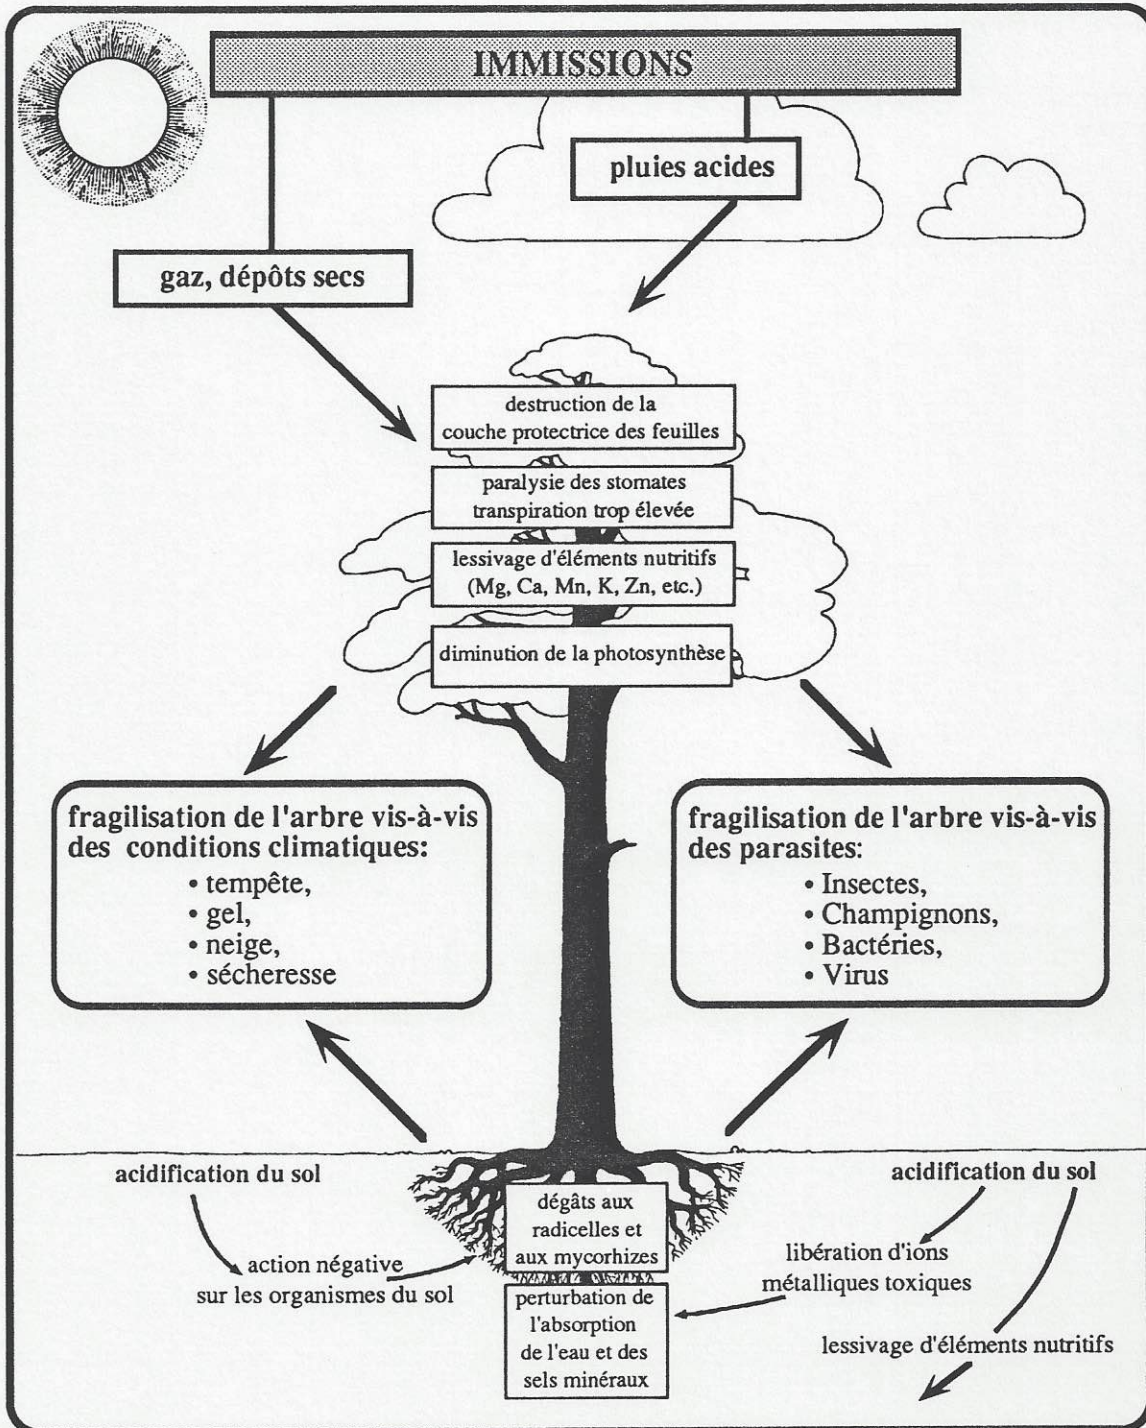 IMMISSIONS
pluies acides
gaz, dépôts secs
destruction de la
couche protectrice des feuilles
paralysie des stomates
transpiration trop élevée
lessivage d'éléments nutritifs
(Mg, Ca, Mn, K, Zn, etc.)
diminution de la photosynthèse
fragilisation de l'arbre vis-à-vis
des conditions climatiques:
• tempête,
• gel,
• neige,
• sécheresse
fragilisation de l'arbre vis-à-vis
des parasites:
• Insectes,
• Champignons,
• Bactéries,
• Virus
acidification du sol
action négative
sur les organismes du sol
dégâts aux
radicelles et
aux mycorhizes
perturbation de
l'absorption
de l'eau et des
sels minéraux
acidification du sol
libération d'ions
métalliques toxiques
lessivage d'éléments nutritifs